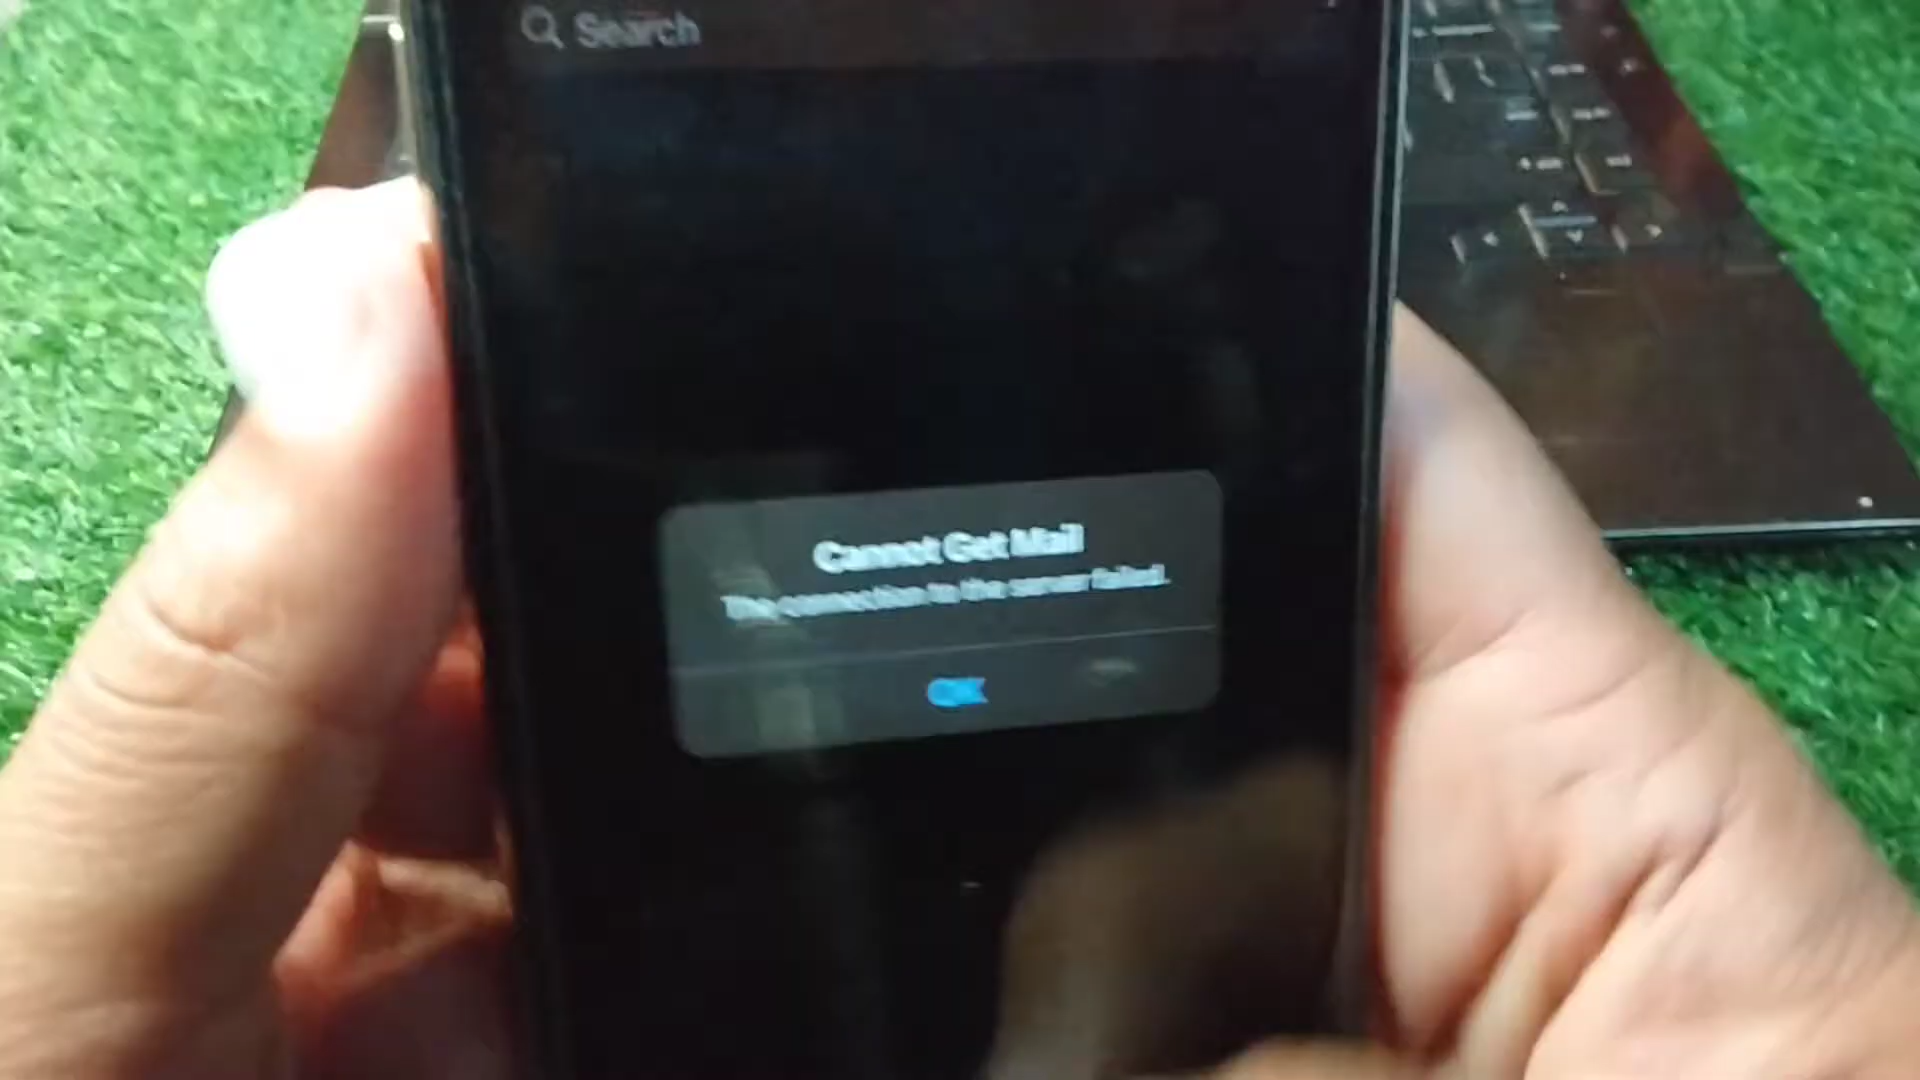 Search
Cannot Get Mail
The connection to the server failed.
OK